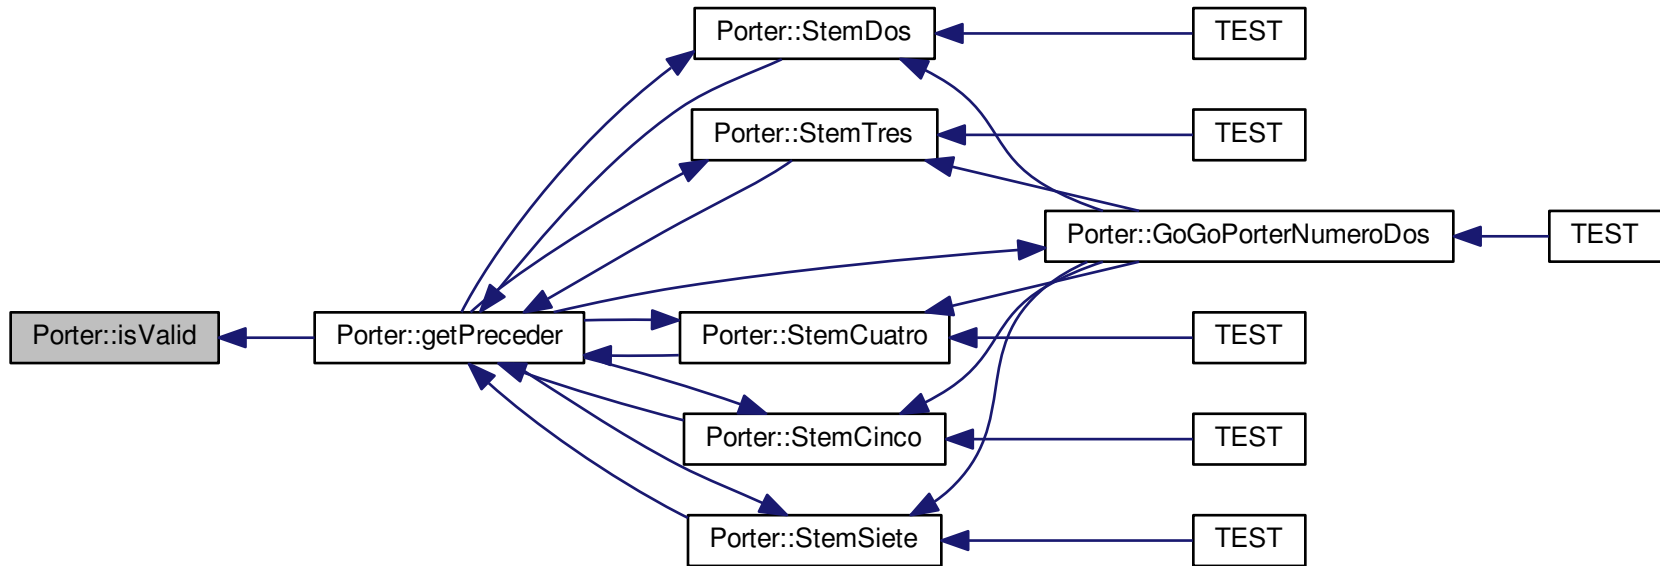 Porter::StemDos
TEST
Porter::StemTres
TEST
Porter::GoGoPorterNumeroDos
TEST
Porter::isValid
Porter::getPreceder
Porter::StemCuatro
TEST
Porter::StemCinco
TEST
Porter::StemSiete
TEST